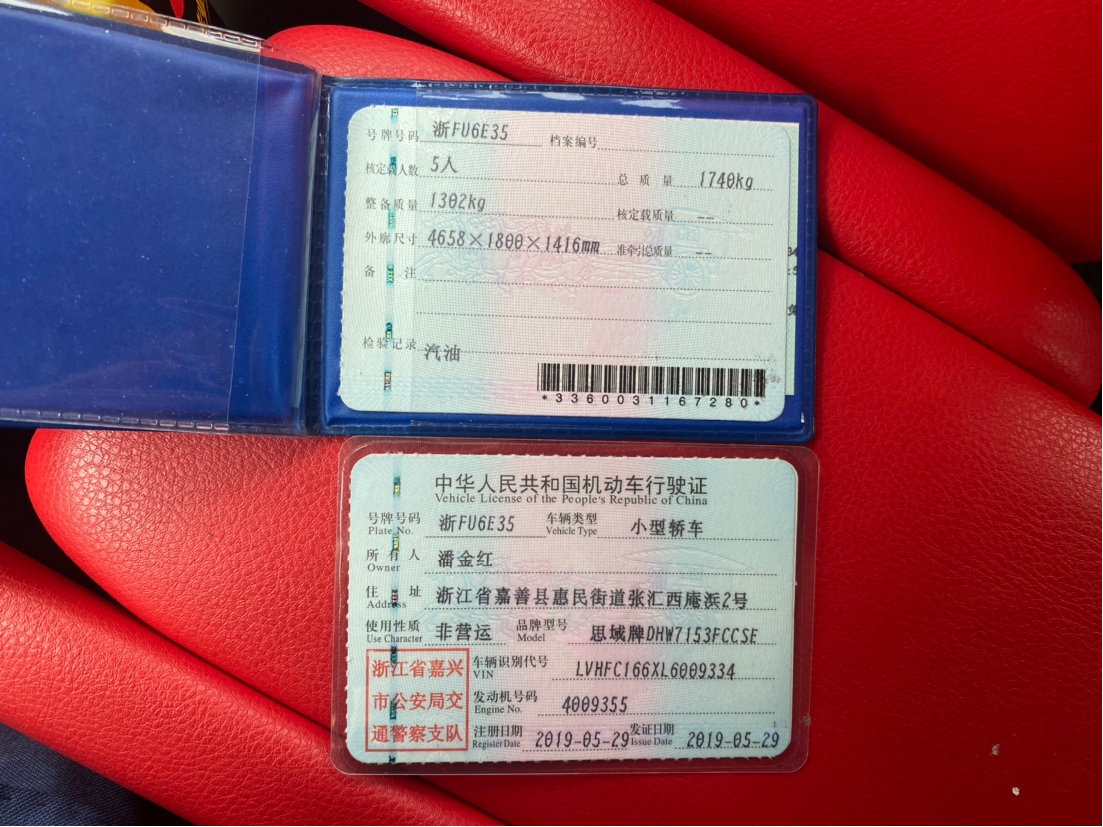 号牌号码 浙FU6E35 档案编号
核定载人数 5人 总质量 1740kg
整备质量 1302kg 核定载质量 --
外廓尺寸 4658×1800×1416mm 准牵引总质量 --
备注
检验记录 汽油
*3360031167280*
中华人民共和国机动车行驶证
Vehicle License of the People's Republic of China
号牌号码 浙FU6E35 车辆类型 小型轿车
Plate No. Vehicle Type
所有人 潘金红
Owner
住址 浙江省嘉善县惠民街道张汇西庵浜2号
Address
使用性质 非营运 品牌型号 思域牌DHW7153FCCSE
Use Character Model
浙江省嘉兴
市公安局交
通警察支队
车辆识别代号 LVHFC166XL6009334
VIN
发动机号码 4009355
Engine No.
注册日期 2019-05-29 发证日期 2019-05-29
Register Date Issue Date